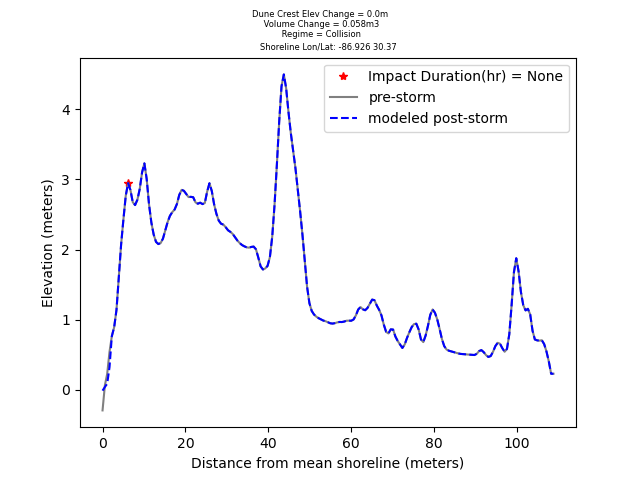 Dune Crest Elev Change = 0.0m
Volume Change = 0.058m3
Regime = Collision
Shoreline Lon/Lat: -86.926 30.37
Impact Duration(hr) = None
pre-storm
modeled post-storm
Elevation (meters)
4
3
2
1
0
0 20 40 60 80 100
Distance from mean shoreline (meters)